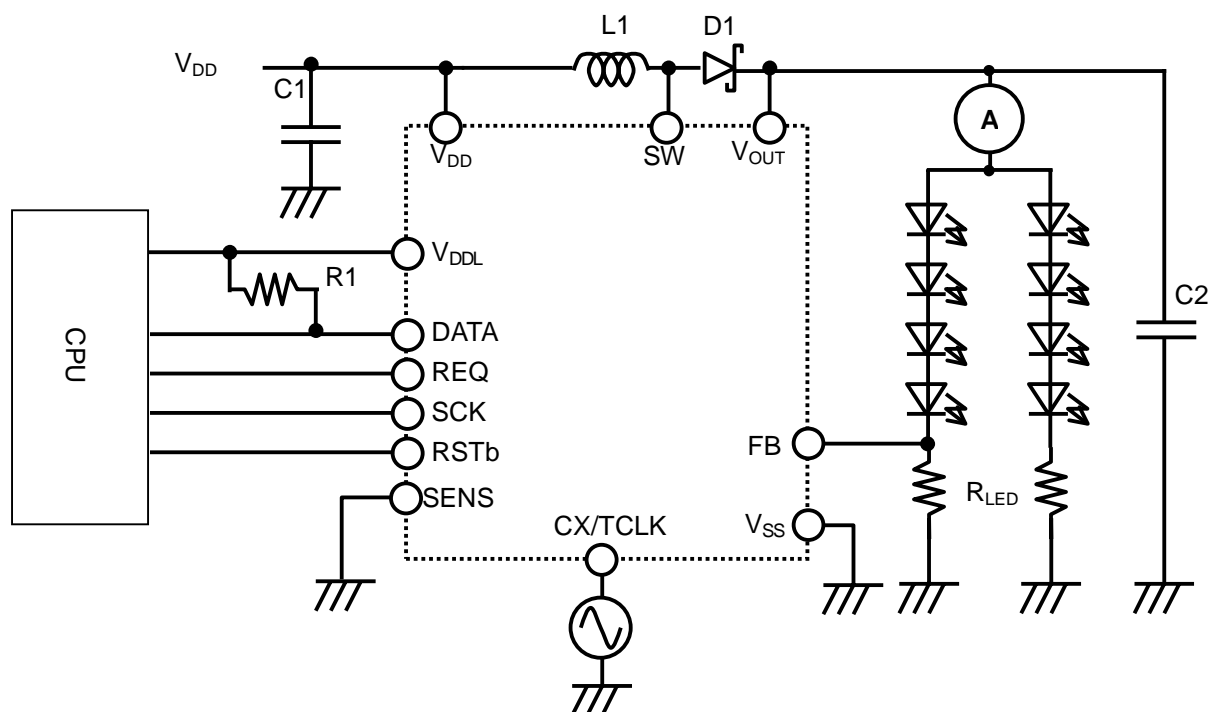 L1
D1
VDD
C1
A
VDD
SW
VOUT
VDDL
R1
C2
CPU
DATA
REQ
SCK
RSTb
FB
SENS
RLED
CX/TCLK
VSS